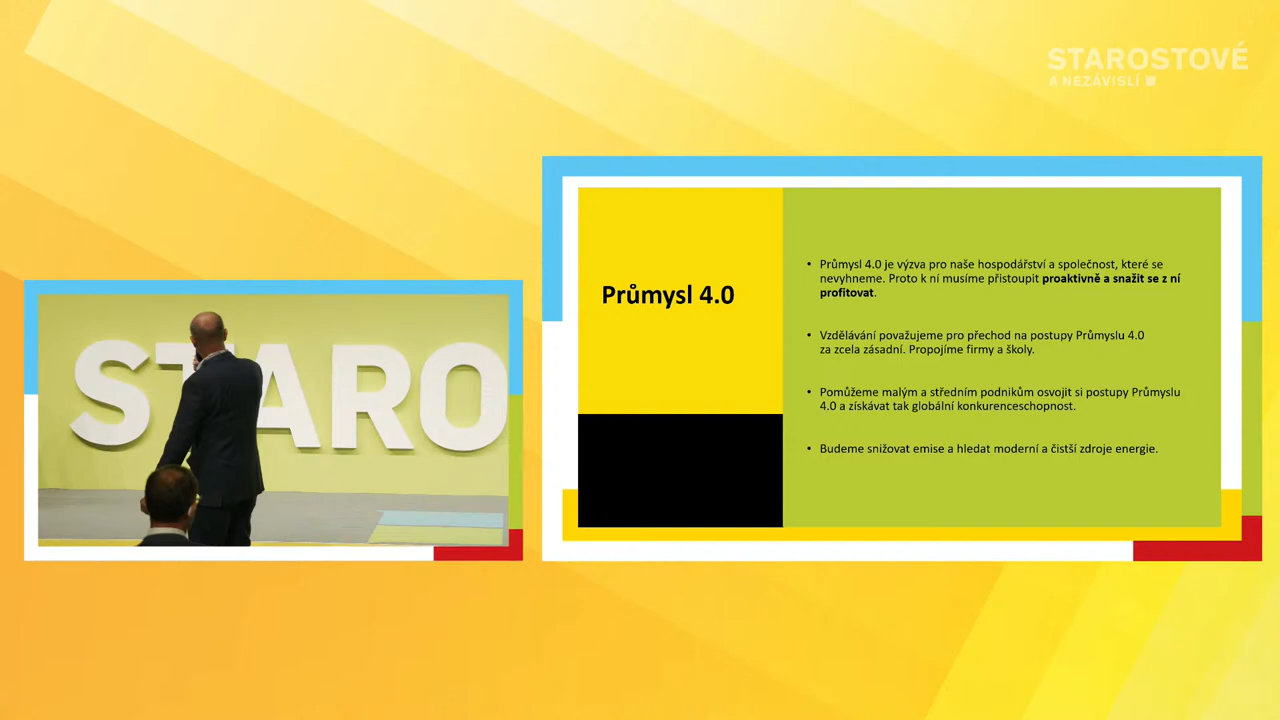 STAROSTOVÉ
A NEZÁVISLÍ
STARO
Průmysl 4.0
• Průmysl 4.0 je výzva pro naše hospodářství a společnost, které se
nevyhneme. Proto k ní musíme přistoupit proaktivně a snažit se z ní
profitovat.
• Vzdělávání považujeme pro přechod na postupy Průmyslu 4.0
za zcela zásadní. Propojíme firmy a školy.
• Pomůžeme malým a středním podnikům osvojit si postupy Průmyslu
4.0 a získávat tak globální konkurenceschopnost.
• Budeme snižovat emise a hledat moderní a čistší zdroje energie.